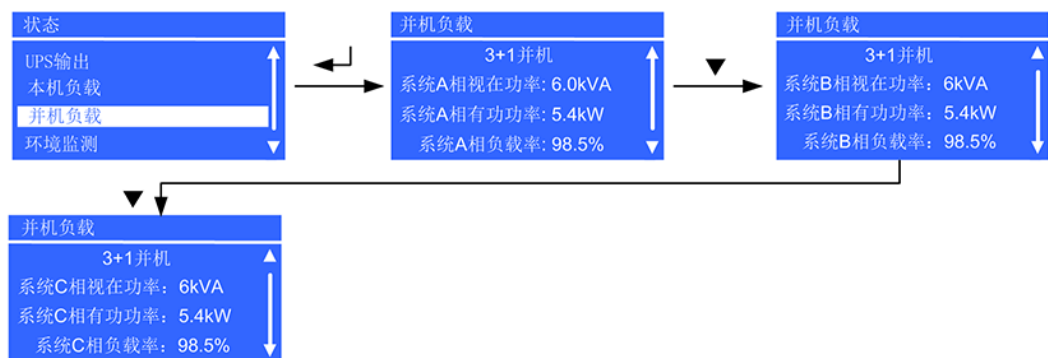 状态
UPS输出
本机负载
并机负载
环境监测
并机负载
3+1并机
系统A相视在功率: 6.0kVA
系统A相有功功率: 5.4kW
系统A相负载率: 98.5%
并机负载
3+1并机
系统B相视在功率: 6kVA
系统B相有功功率: 5.4kW
系统B相负载率: 98.5%
并机负载
3+1并机
系统C相视在功率: 6kVA
系统C相有功功率: 5.4kW
系统C相负载率: 98.5%